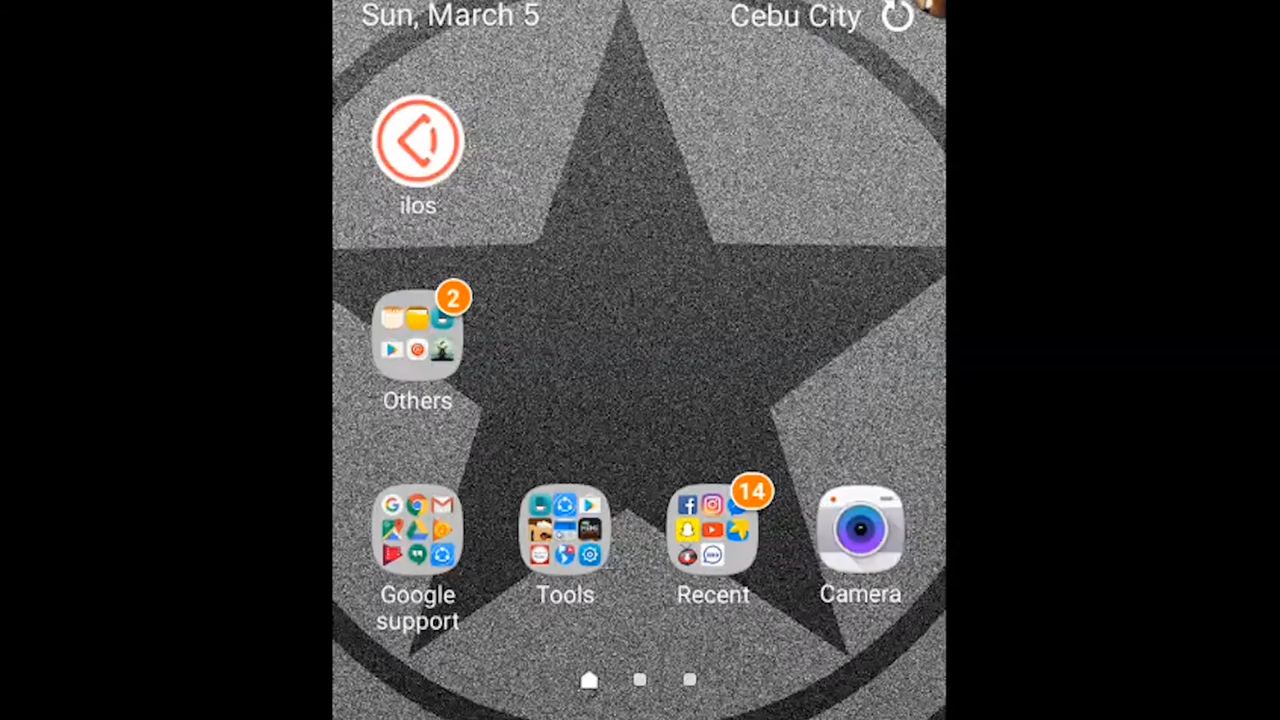 Sun, March 5
Cebu City
ilos
2
Others
14
Google
support
Tools
Recent
Camera